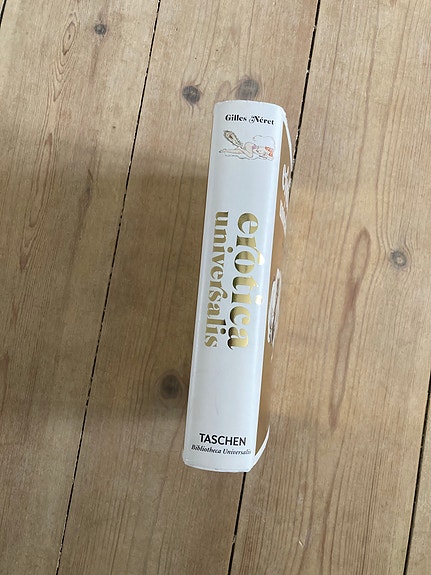 Gilles Néret
erotica
universalis
TASCHEN
Bibliotheca Universalis